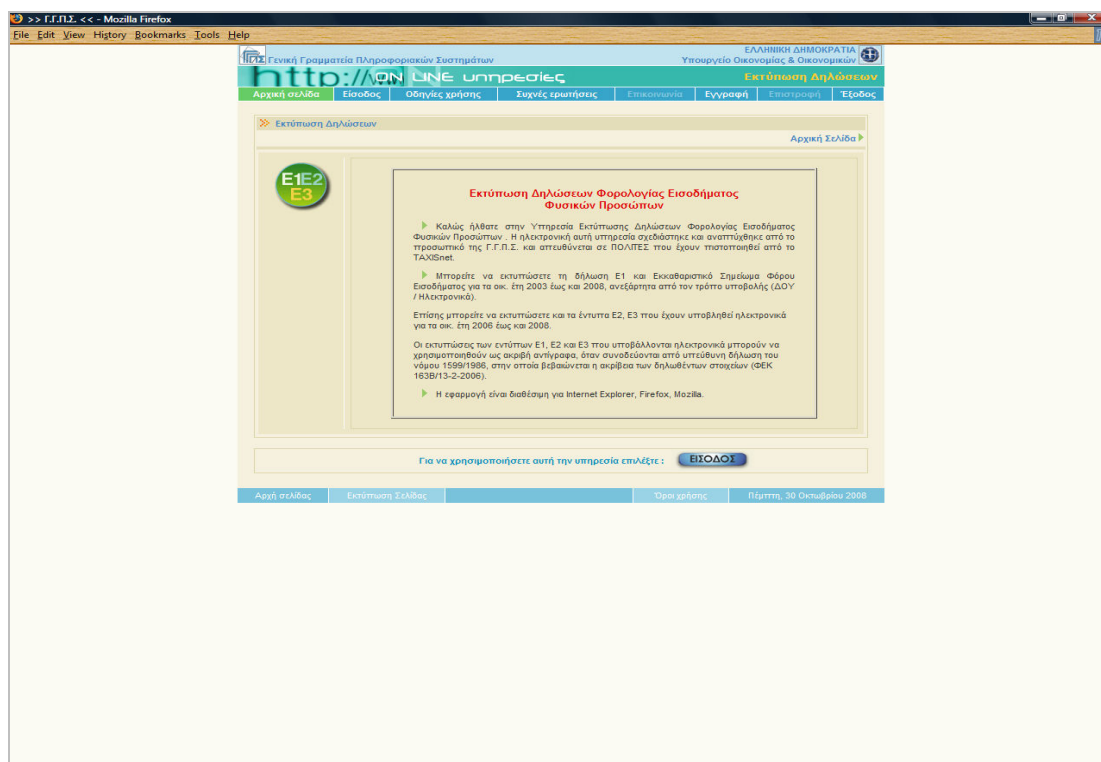 >> Γ.Γ.Π.Σ. << - Mozilla Firefox
File Edit View History Bookmarks Tools Help
Γενική Γραμματεία Πληροφοριακών Συστημάτων
ΕΛΛΗΝΙΚΗ ΔΗΜΟΚΡΑΤΙΑ
Υπουργείο Οικονομίας & Οικονομικών
http://www ON LINE υπηρεσίες
Εκτύπωση Δηλώσεων
Αρχική σελίδα Είσοδος Οδηγίες χρήσης Συχνές ερωτήσεις Επικοινωνία Εγγραφή Επιστροφή Έξοδος
Εκτύπωση Δηλώσεων
Αρχική Σελίδα
E1E2
E3
Εκτύπωση Δηλώσεων Φορολογίας Εισοδήματος
Φυσικών Προσώπων
Καλώς ήλθατε στην Υπηρεσία Εκτύπωσης Δηλώσεων Φορολογίας Εισοδήματος
Φυσικών Προσώπων . Η ηλεκτρονική αυτή υπηρεσία σχεδιάστηκε και αναπτύχθηκε από το
προσωπικό της Γ.Γ.Π.Σ. και απευθύνεται σε ΠΟΛΙΤΕΣ που έχουν πιστοποιηθεί από το
TAXISnet.
Μπορείτε να εκτυπώσετε τη δήλωση Ε1 και Εκκαθαριστικό Σημείωμα Φόρου
Εισοδήματος για τα οικ. έτη 2003 έως και 2008, ανεξάρτητα από τον τρόπο υποβολής (ΔΟΥ
/ Ηλεκτρονικά).
Επίσης μπορείτε να εκτυπώσετε και τα έντυπα Ε2, Ε3 που έχουν υποβληθεί ηλεκτρονικά
για τα οικ. έτη 2006 έως και 2008.
Οι εκτυπώσεις των εντύπων Ε1, Ε2 και Ε3 που υποβάλλονται ηλεκτρονικά μπορούν να
χρησιμοποιηθούν ως ακριβή αντίγραφα, όταν συνοδεύονται από υπεύθυνη δήλωση του
νόμου 1599/1986, στην οποία βεβαιώνεται η ακρίβεια των δηλωθέντων στοιχείων (ΦΕΚ
163Β/13-2-2006).
Η εφαρμογή είναι διαθέσιμη για Internet Explorer, Firefox, Mozilla.
Για να χρησιμοποιήσετε αυτή την υπηρεσία επιλέξτε : ΕΙΣΟΔΟΣ
Αρχή σελίδας Εκτύπωση Σελίδας Όροι χρήσης Πέμπτη, 30 Οκτωβρίου 2008